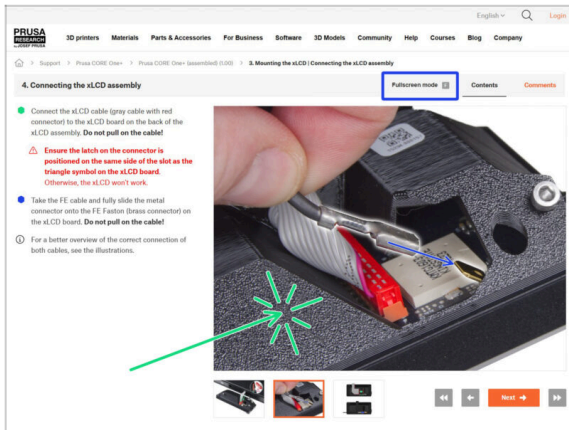 English
Login
PRUSA
RESEARCH
by JOSEF PRUSA
3D printers Materials Parts & Accessories For Business Software 3D Models Community Help Courses Blog Company
> Support > Prusa CORE One+ > Prusa CORE One+ (assembled) (1.00) > 3. Mounting the xLCD | Connecting the xLCD assembly
4. Connecting the xLCD assembly
Fullscreen mode
Contents
Comments
Connect the xLCD cable (gray cable with red
connector) to the xLCD board on the back of the
xLCD assembly. Do not pull on the cable!
Ensure the latch on the connector is
positioned on the same side of the slot as the
triangle symbol on the xLCD board.
Otherwise, the xLCD won't work.
Take the FE cable and fully slide the metal
connector onto the FE Faston (brass connector) on
the xLCD board. Do not pull on the cable!
For a better overview of the correct connection of
both cables, see the illustrations.
Next